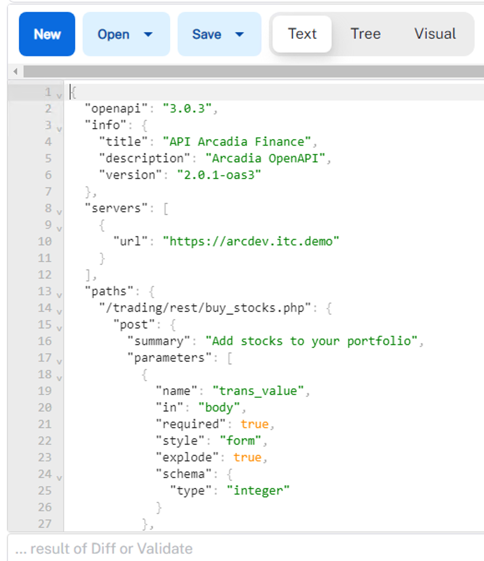 New Open Save Text Tree Visual
1 {
2 "openapi": "3.0.3",
3 "info": {
4 "title": "API Arcadia Finance",
5 "description": "Arcadia OpenAPI",
6 "version": "2.0.1-oas3"
7 },
8 "servers": [
9 {
10 "url": "https://arcdev.itc.demo"
11 }
12 ],
13 "paths": {
14 "/trading/rest/buy_stocks.php": {
15 "post": {
16 "summary": "Add stocks to your portfolio",
17 "parameters": [
18 {
19 "name": "trans_value",
20 "in": "body",
21 "required": true,
22 "style": "form",
23 "explode": true,
24 "schema": {
25 "type": "integer"
26 }
27 },
... result of Diff or Validate